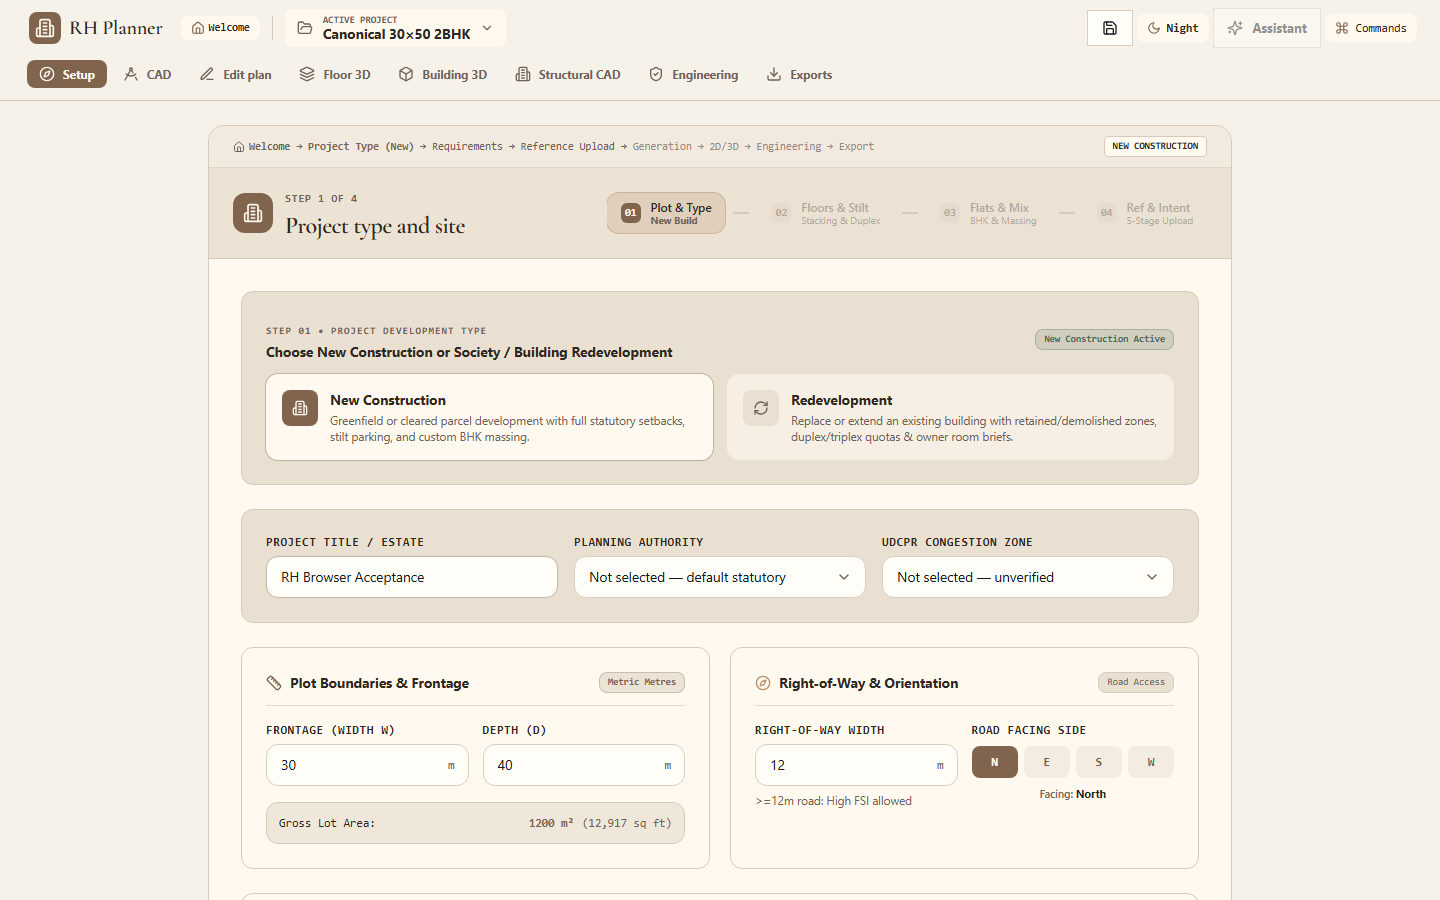 RH Planner
Welcome
ACTIVE PROJECT
Canonical 30×50 2BHK
Night
Assistant
Commands
Setup
CAD
Edit plan
Floor 3D
Building 3D
Structural CAD
Engineering
Exports
Welcome → Project Type (New) → Requirements → Reference Upload → Generation → 2D/3D → Engineering → Export
NEW CONSTRUCTION
STEP 1 OF 4
Project type and site
01 Plot & Type
New Build
02 Floors & Stilt
Stacking & Duplex
03 Flats & Mix
BHK & Massing
04 Ref & Intent
5-Stage Upload
STEP 01 • PROJECT DEVELOPMENT TYPE
Choose New Construction or Society / Building Redevelopment
New Construction Active
New Construction
Greenfield or cleared parcel development with full statutory setbacks,
stilt parking, and custom BHK massing.
Redevelopment
Replace or extend an existing building with retained/demolished zones,
duplex/triplex quotas & owner room briefs.
PROJECT TITLE / ESTATE
RH Browser Acceptance
PLANNING AUTHORITY
Not selected — default statutory
UDCPR CONGESTION ZONE
Not selected — unverified
Plot Boundaries & Frontage
Metric Metres
FRONTAGE (WIDTH W)
30 m
DEPTH (D)
40 m
Gross Lot Area: 1200 m² (12,917 sq ft)
Right-of-Way & Orientation
Road Access
RIGHT-OF-WAY WIDTH
12 m
>=12m road: High FSI allowed
ROAD FACING SIDE
N E S W
Facing: North